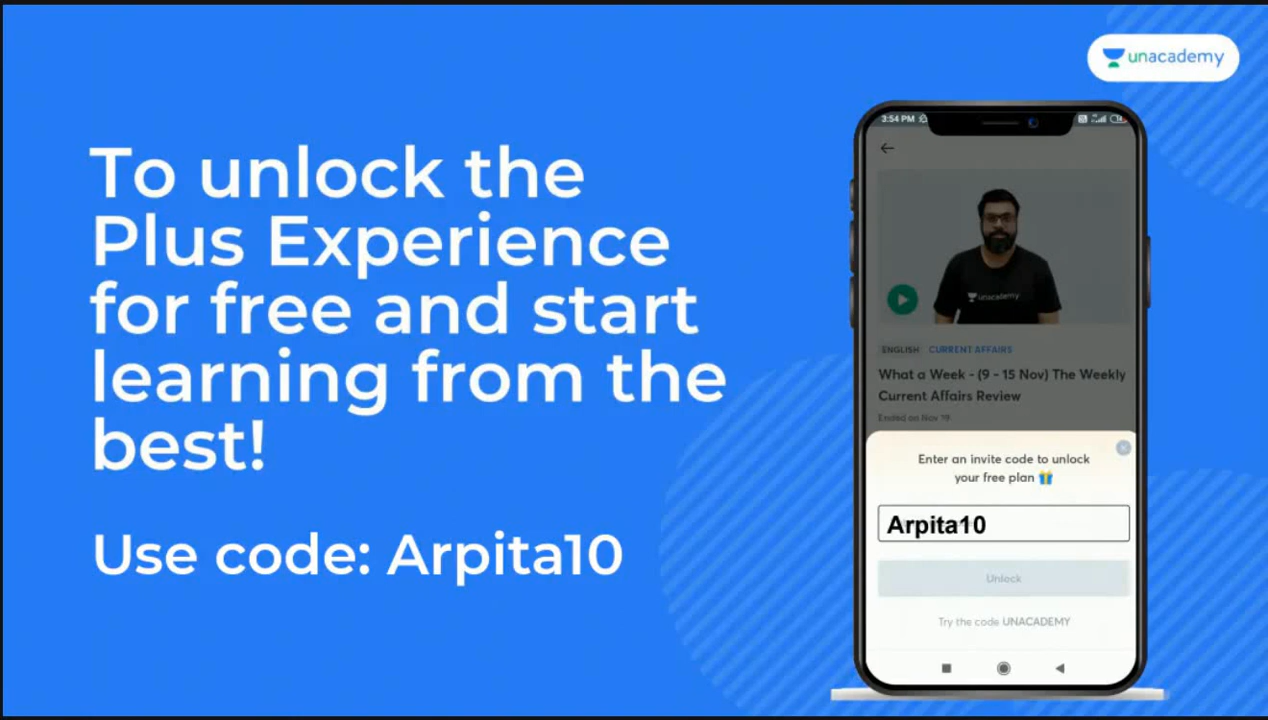 unacademy
To unlock the
Plus Experience
for free and start
learning from the
best!
Use code: Arpita10
3:54 PM
unacademy
ENGLISH CURRENT AFFAIRS
What a Week - (9 - 15 Nov) The Weekly
Current Affairs Review
Ended on Nov 19
Enter an invite code to unlock
your free plan
Arpita10
Unlock
Try the code UNACADEMY